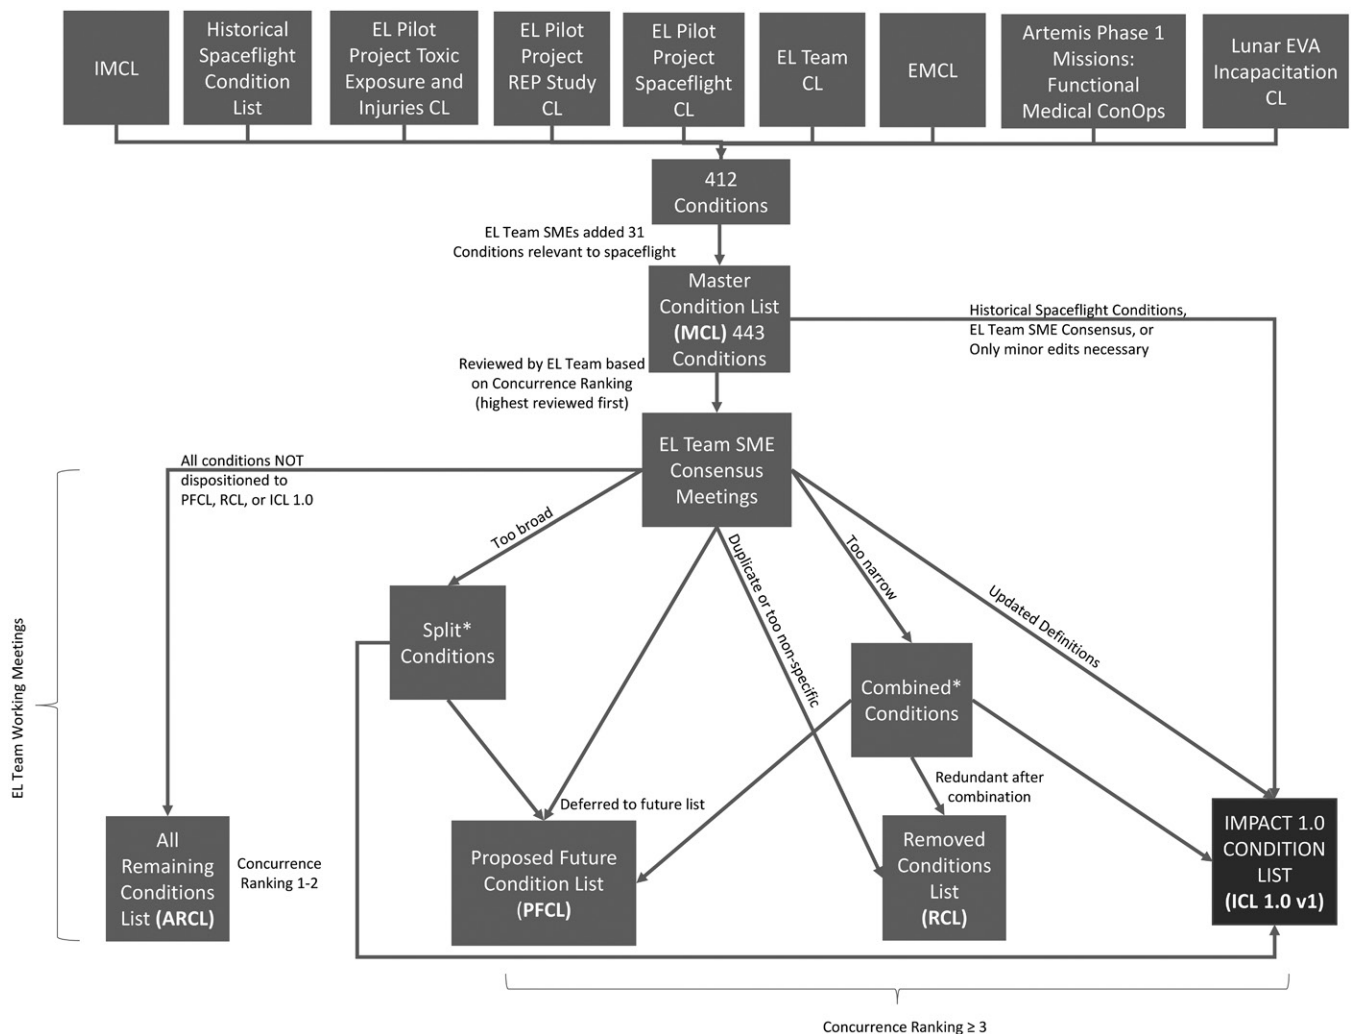 IMCL
Historical
Spaceflight
Condition
List
EL Pilot
Project Toxic
Exposure and
Injuries CL
EL Pilot
Project
REP Study
CL
EL Pilot
Project
Spaceflight
CL
EL Team
CL
EMCL
Artemis Phase 1
Missions:
Functional
Medical ConOps
Lunar EVA
Incapacitation
CL
412
Conditions
EL Team SMEs added 31
Conditions relevant to spaceflight
Master
Condition List
(MCL) 443
Conditions
Historical Spaceflight Conditions,
EL Team SME Consensus, or
Only minor edits necessary
Reviewed by EL Team based
on Concurrence Ranking
(highest reviewed first)
EL Team SME
Consensus
Meetings
All conditions NOT
dispositioned to
PFCL, RCL, or ICL 1.0
Too broad
Duplicate or too non-specific
Too narrow
Updated Definitions
EL Team Working Meetings
Split*
Conditions
Combined*
Conditions
Redundant after
combination
Deferred to future list
All
Remaining
Conditions
List (ARCL)
Concurrence
Ranking 1-2
Proposed Future
Condition List
(PFCL)
Removed
Conditions
List
(RCL)
IMPACT 1.0
CONDITION
LIST
(ICL 1.0 v1)
Concurrence Ranking ≥ 3